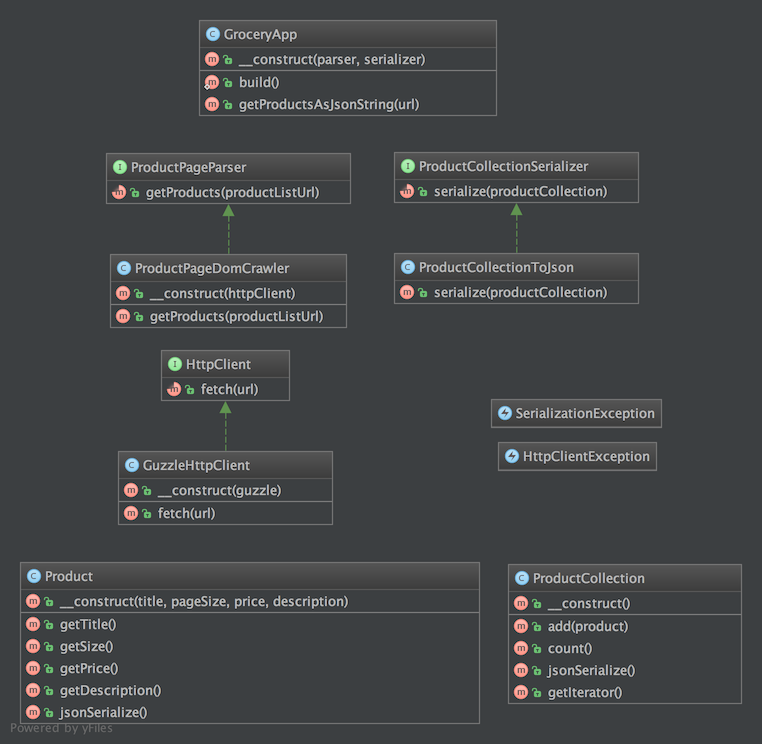 GroceryApp
__construct(parser, serializer)
build()
getProductsAsJsonString(url)
ProductPageParser
getProducts(productListUrl)
ProductCollectionSerializer
serialize(productCollection)
ProductPageDomCrawler
__construct(httpClient)
getProducts(productListUrl)
ProductCollectionToJson
serialize(productCollection)
HttpClient
fetch(url)
SerializationException
HttpClientException
GuzzleHttpClient
__construct(guzzle)
fetch(url)
Product
__construct(title, pageSize, price, description)
getTitle()
getSize()
getPrice()
getDescription()
jsonSerialize()
ProductCollection
__construct()
add(product)
count()
jsonSerialize()
getIterator()
Powered by yFiles